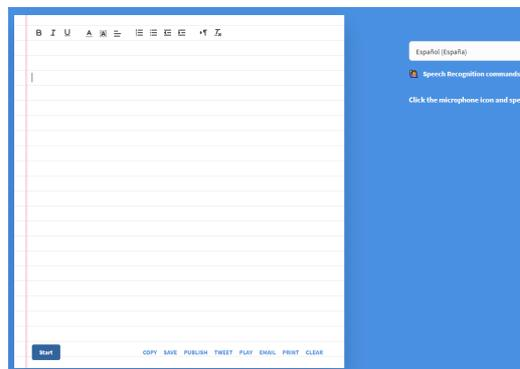 B I U A A
Español (España)
Speech Recognition commands
Click the microphone icon and spe
Start COPY SAVE PUBLISH TWEET PLAY EMAIL PRINT CLEAR